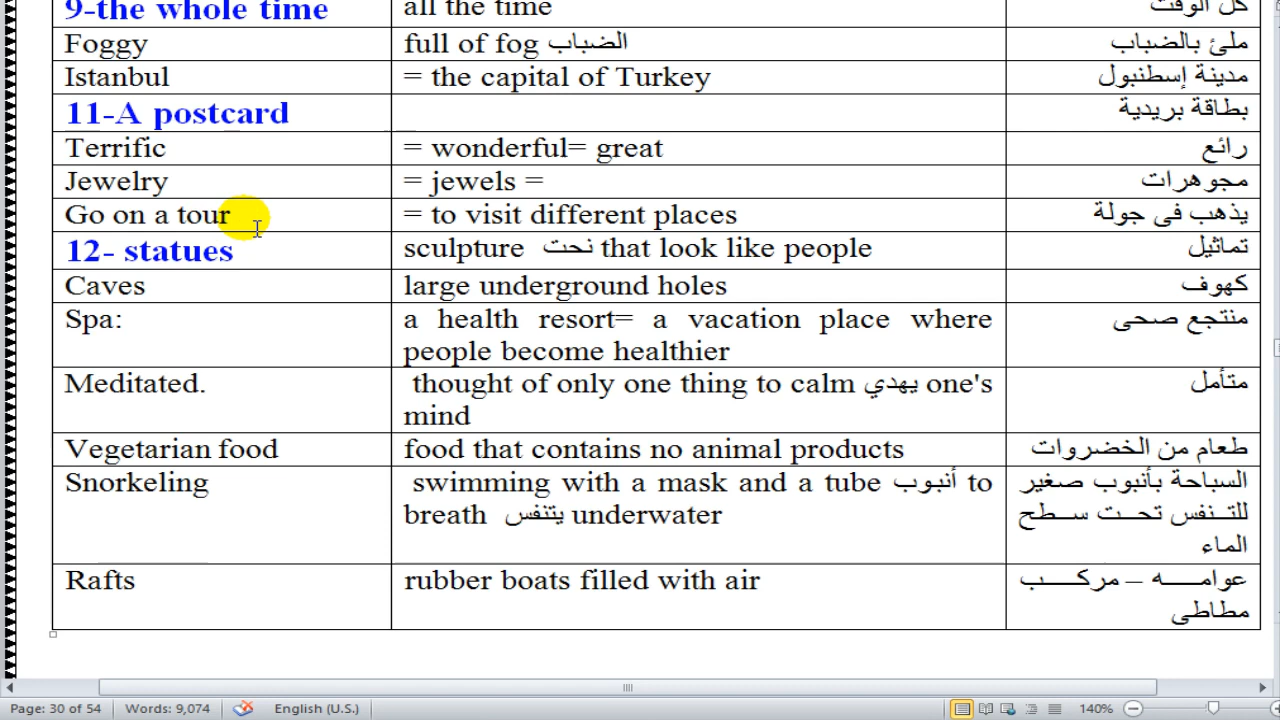 9-the whole time all the time كل الوقت
Foggy full of fog الضباب ملئ بالضباب
Istanbul = the capital of Turkey مدينة إسطنبول
11-A postcard بطاقة بريدية
Terrific = wonderful= great رائع
Jewelry = jewels = مجوهرات
Go on a tour = to visit different places يذهب فى جولة
12- statues sculpture نحت that look like people تماثيل
Caves large underground holes كهوف
Spa: a health resort= a vacation place where منتجع صحى
people become healthier
Meditated. thought of only one thing to calm يهدي one's متأمل
mind
Vegetarian food food that contains no animal products طعام من الخضروات
Snorkeling swimming with a mask and a tube أنبوب to السباحة بأنبوب صغير
breath يتنفس underwater للتنفس تحت سطح
الماء
Rafts rubber boats filled with air عوامه – مركب
مطاطى
Page: 30 of 54 Words: 9,074 English (U.S.) 140%